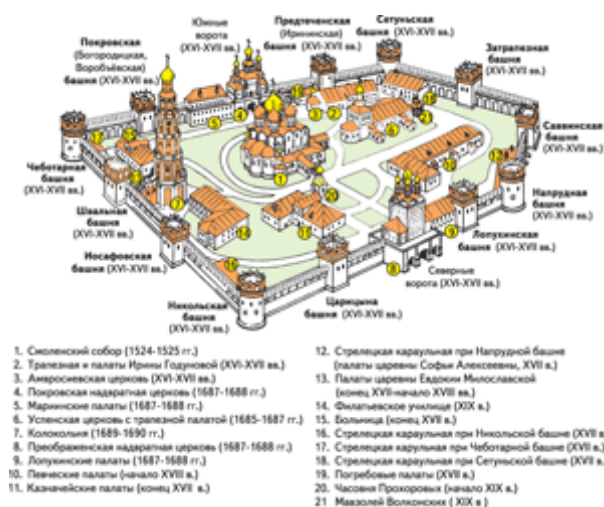 Южные
ворота
(XVI-XVII вв.)
Предтеченская
(Ирининская)
башня (XVI-XVII вв.)
Сетуньская
башня
(XVI-XVII вв.)
Покровская
(Богородицкая,
Воробьёвская)
башня (XVI-XVII вв.)
Затрапезная
башня
(XVI-XVII вв.)
Саввинская
башня
(XVI-XVII вв.)
Чеботарная
башня
(XVI-XVII вв.)
Напрудная
башня
(XVI-XVII вв.)
Швальная
башня
(XVI-XVII вв.)
Лопухинская
башня
(XVI-XVII вв.)
Иосафовская
башня
(XVI-XVII вв.)
Северные
ворота (XVI-XVII вв.)
Никольская
башня
(XVI-XVII вв.)
Царицына
башня (XVI-XVII вв.)
1. Смоленский собор (1524-1525 гг.)
2. Трапезная и палаты Ирины Годуновой (XVI-XVII вв.)
3. Амвросиевская церковь (XVI-XVII вв.)
4. Покровская надвратная церковь (1687-1688 гг.)
5. Мариинские палаты (1687-1688 гг.)
6. Успенская церковь с трапезной палатой (1685-1687 гг.)
7. Колокольня (1689-1690 гг.)
8. Преображенская надвратная церковь (1687-1688 гг.)
9. Лопухинские палаты (1687-1688 гг.)
10. Певческие палаты (начало XVIII в.)
11. Казначейские палаты (конец XVII в.)
12. Стрелецкая караульная при Напрудной башне
(палаты царевны Софьи Алексеевны, XVII в.)
13. Палаты царевны Евдокии Милославской
(конец XVII-начало XVIII вв.)
14. Филатьевское училище (XIX в.)
15. Больница (конец XVII в.)
16. Стрелецкая караульная при Никольской башне (XVII в
17. Стрелецкая карульная при Чеботарной башне (XVII в.)
18. Стрелецкая караульная при Сетуньской башне (XVII в.
19. Погребовые палаты (XVII в.)
20. Часовня Прохоровых (начало XIX в.)
21 Мавзолей Волконских ( XIX в )